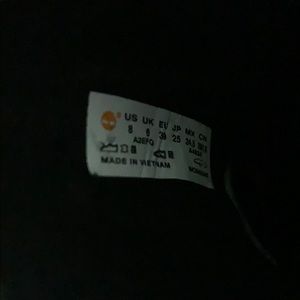 US UK EU JP MX CN
8 6 39 25 24.5
A2EFQ
MADE IN VIETNAM